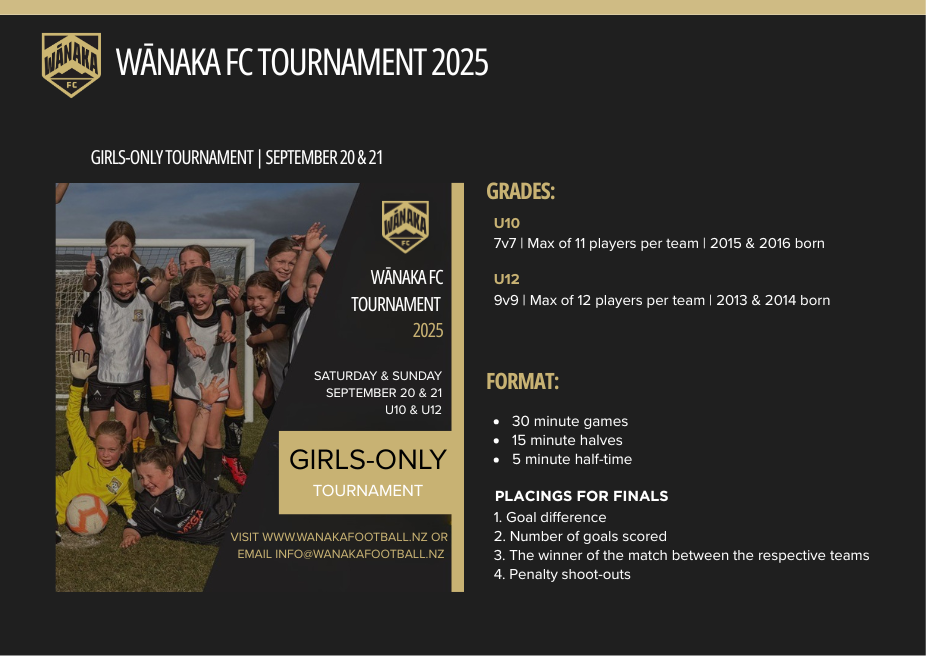 WĀNAKA
FC
WĀNAKA FC TOURNAMENT 2025
GIRLS-ONLY TOURNAMENT | SEPTEMBER 20 & 21
WĀNAKA
FC
WĀNAKA FC
TOURNAMENT
2025
SATURDAY & SUNDAY
SEPTEMBER 20 & 21
U10 & U12
GIRLS-ONLY
TOURNAMENT
VISIT WWW.WANAKAFOOTBALL.NZ OR
EMAIL INFO@WANAKAFOOTBALL.NZ
GRADES:
U10
7v7 | Max of 11 players per team | 2015 & 2016 born
U12
9v9 | Max of 12 players per team | 2013 & 2014 born
FORMAT:
• 30 minute games
• 15 minute halves
• 5 minute half-time
PLACINGS FOR FINALS
1. Goal difference
2. Number of goals scored
3. The winner of the match between the respective teams
4. Penalty shoot-outs